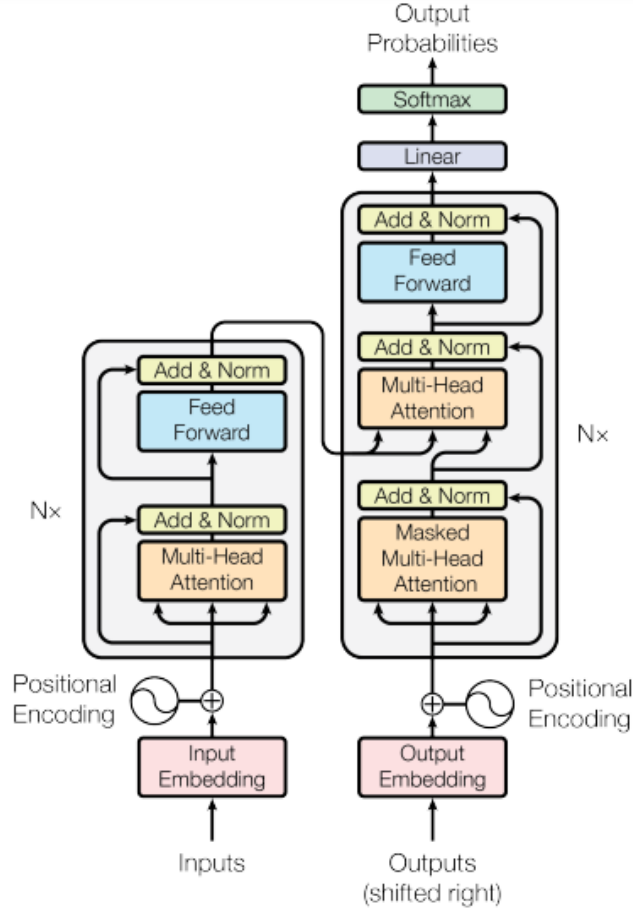 Output
Probabilities
Softmax
Linear
Add & Norm
Feed
Forward
Add & Norm
Multi-Head
Attention
Nx
Add & Norm
Masked
Multi-Head
Attention
Add & Norm
Feed
Forward
Nx
Add & Norm
Multi-Head
Attention
Positional
Encoding
Positional
Encoding
Input
Embedding
Output
Embedding
Inputs
Outputs
(shifted right)